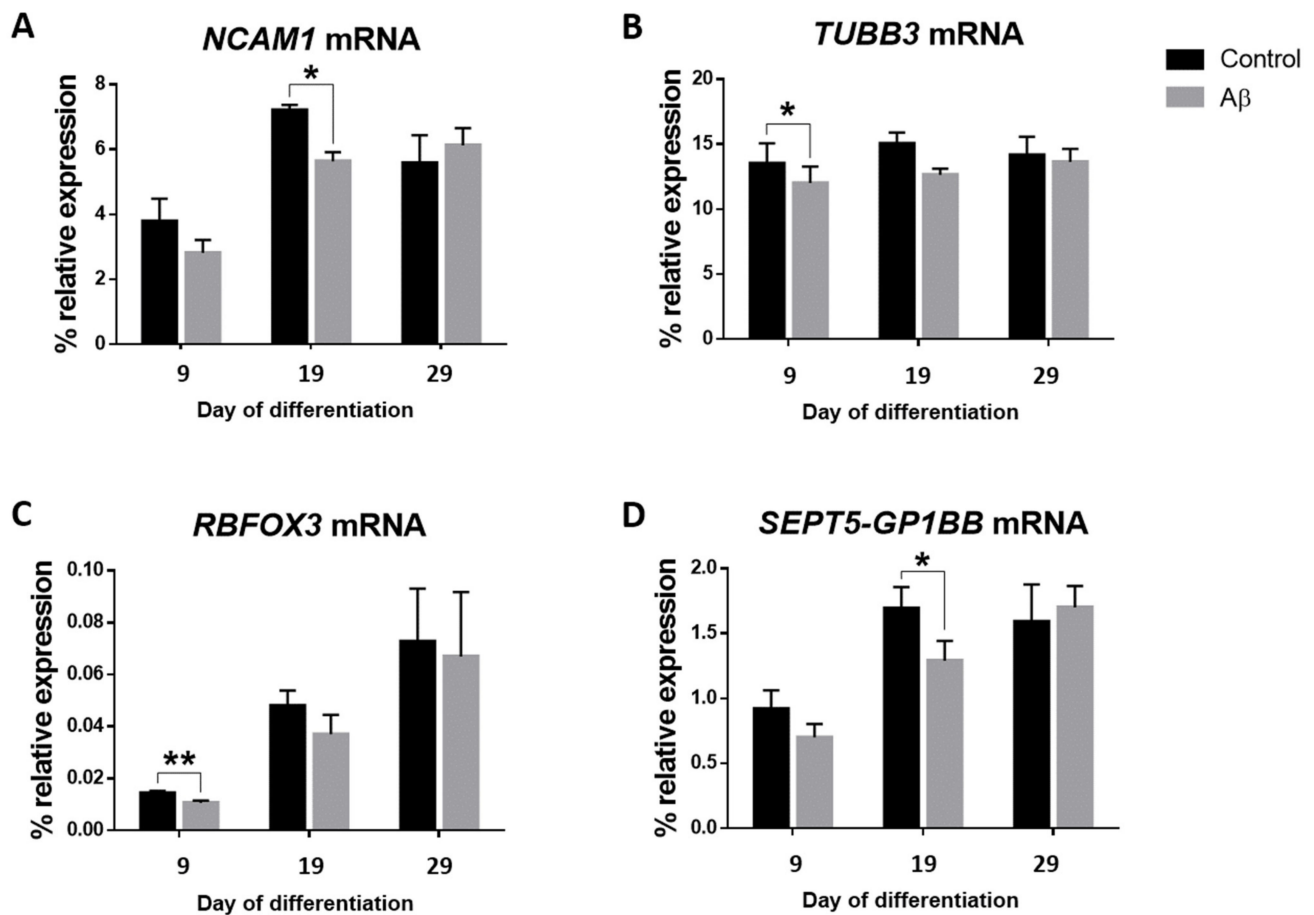 A
NCAM1 mRNA
% relative expression
8
6
4
2
0
*
9 19 29
Day of differentiation
B
TUBB3 mRNA
% relative expression
20
15
10
5
0
*
9 19 29
Day of differentiation
Control
Aβ
C
RBFOX3 mRNA
% relative expression
0.10
0.08
0.06
0.04
0.02
0.00
**
9 19 29
Day of differentiation
D
SEPT5-GP1BB mRNA
% relative expression
2.0
1.5
1.0
0.5
0.0
*
9 19 29
Day of differentiation